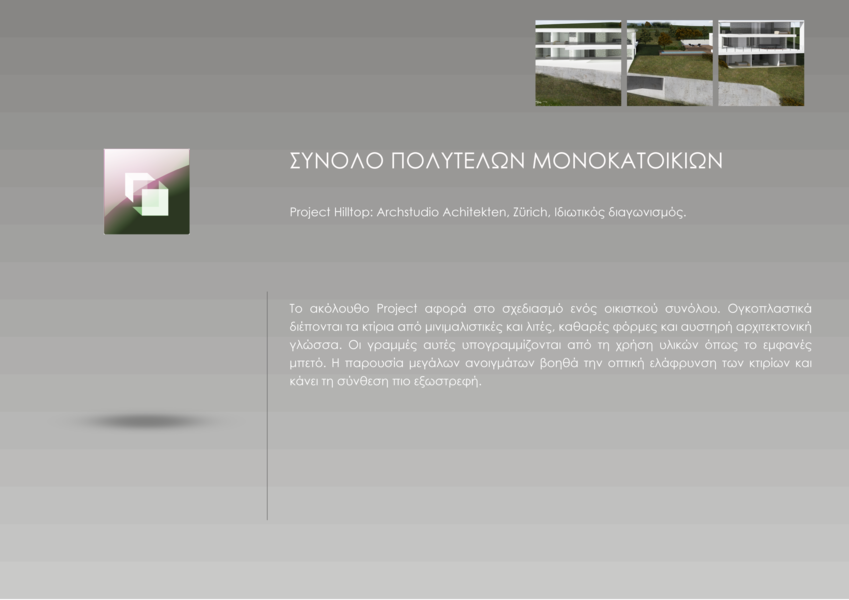 ΣΥΝΟΛΟ ΠΟΛΥΤΕΛΩΝ ΜΟΝΟΚΑΤΟΙΚΙΩΝ
Project Hilltop: Archstudio Achitekten, Zürich, Ιδιωτικός διαγωνισμός.
Το ακόλουθο Project αφορά στο σχεδιασμό ενός οικιστκού συνόλου. Ογκοπλαστικά
διέπονται τα κτίρια από μινιμαλιστικές και λιτές, καθαρές φόρμες και αυστηρή αρχιτεκτονική
γλώσσα. Οι γραμμές αυτές υπογραμμίζονται από τη χρήση υλικών όπως το εμφανές
μπετό. Η παρουσία μεγάλων ανοιγμάτων βοηθά την οπτική ελάφρυνση των κτιρίων και
κάνει τη σύνθεση πιο εξωστρεφή.